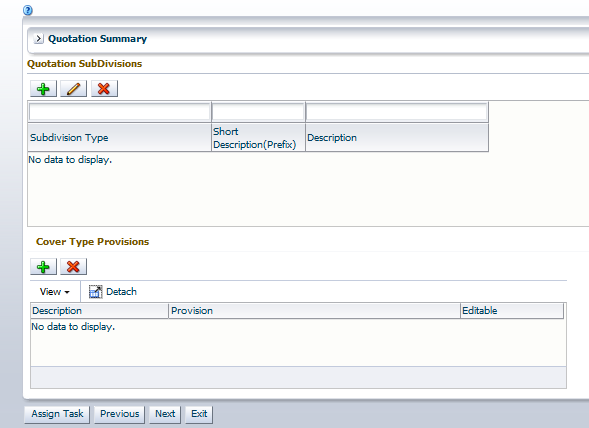 ?
Quotation Summary
Quotation SubDivisions
Subdivision Type
Short
Description(Prefix)
Description
No data to display.
Cover Type Provisions
View
Detach
Description
Provision
Editable
No data to display.
Assign Task
Previous
Next
Exit